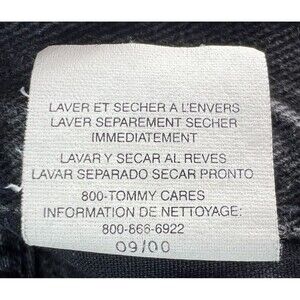 LAVER ET SECHER A L'ENVERS
LAVER SEPAREMENT SECHER
IMMEDIATEMENT
LAVAR Y SECAR AL REVES
LAVAR SEPARADO SECAR PRONTO
800-TOMMY CARES
INFORMATION DE NETTOYAGE:
800-866-6922
09/00